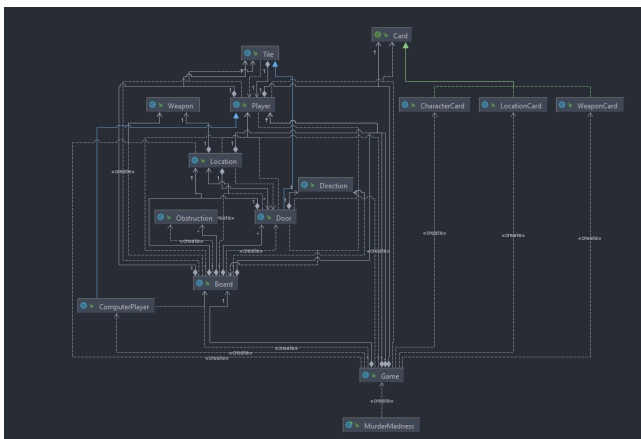 Card
Tile
Weapon
Player
CharacterCard
LocationCard
WeaponCard
Location
Direction
Obstruction
Door
«create»
«create»
«create»
«create»
«create»
«create»
Board
ComputerPlayer
«create»
«create»
«create»
Game
«create»
MurderMadness